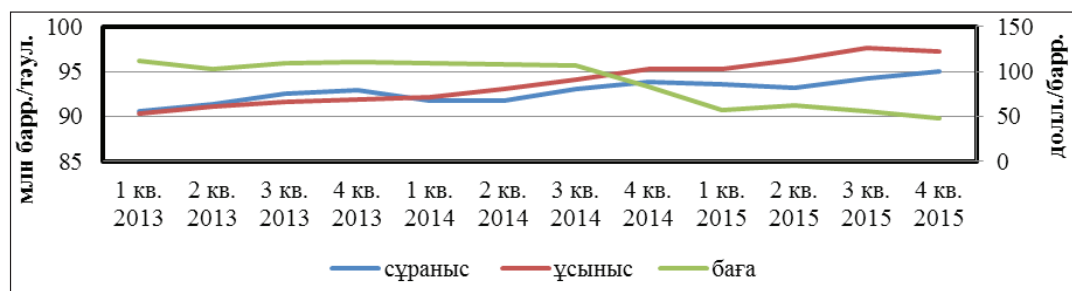 млн барр./тәул.
100
95
90
85
150
100
50
0
долл./барр.
1 кв. 2 кв. 3 кв. 4 кв. 1 кв. 2 кв. 3 кв. 4 кв. 1 кв. 2 кв. 3 кв. 4 кв.
2013 2013 2013 2013 2014 2014 2014 2014 2015 2015 2015 2015
сұраныс ұсыныс баға